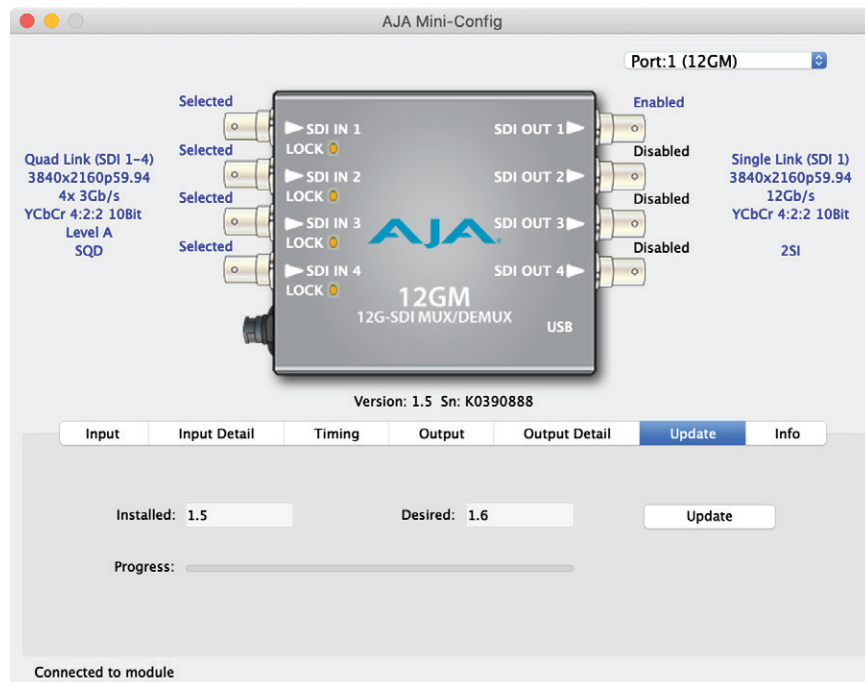 AJA Mini-Config
Port:1 (12GM)
Selected
Selected
Selected
Selected
Quad Link (SDI 1-4)
3840x2160p59.94
4x 3Gb/s
YCbCr 4:2:2 10Bit
Level A
SQD
SDI IN 1
LOCK
SDI IN 2
LOCK
SDI IN 3
LOCK
SDI IN 4
LOCK
AJA
12GM
12G-SDI MUX/DEMUX
USB
SDI OUT 1
SDI OUT 2
SDI OUT 3
SDI OUT 4
Enabled
Disabled
Disabled
Disabled
Single Link (SDI 1)
3840x2160p59.94
12Gb/s
YCbCr 4:2:2 10Bit
2SI
Version: 1.5 Sn: K0390888
Input Input Detail Timing Output Output Detail Update Info
Installed: 1.5 Desired: 1.6 Update
Progress:
Connected to module